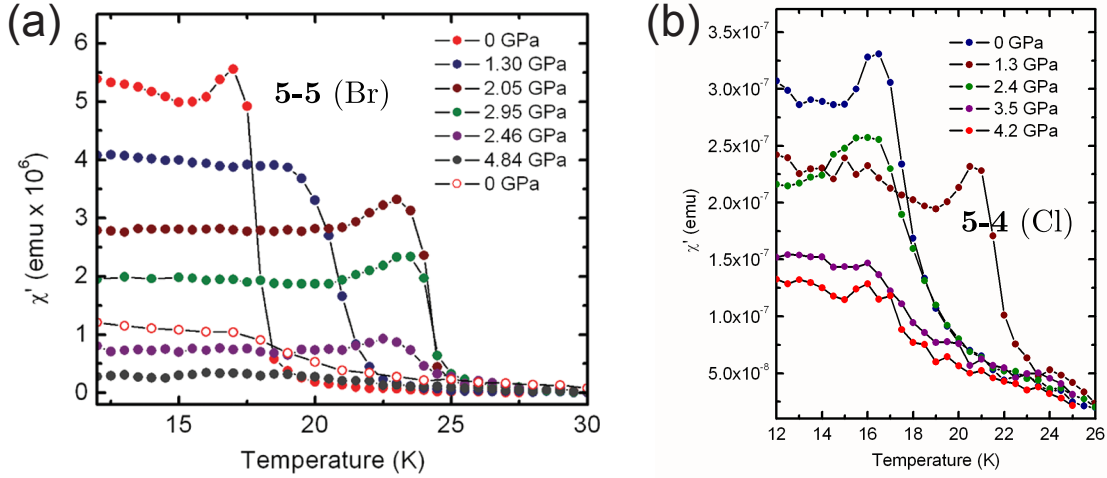 (a)
6
5
4
3
2
1
0
χ' (emu x 10⁶)
15 20 25 30
Temperature (K)
5-5 (Br)
0 GPa
1.30 GPa
2.05 GPa
2.95 GPa
2.46 GPa
4.84 GPa
0 GPa
(b)
3.5x10⁻⁷
3.0x10⁻⁷
2.5x10⁻⁷
2.0x10⁻⁷
1.5x10⁻⁷
1.0x10⁻⁷
5.0x10⁻⁸
χ' (emu)
12 14 16 18 20 22 24 26
Temperature (K)
0 GPa
1.3 GPa
2.4 GPa
3.5 GPa
4.2 GPa
5-4 (Cl)